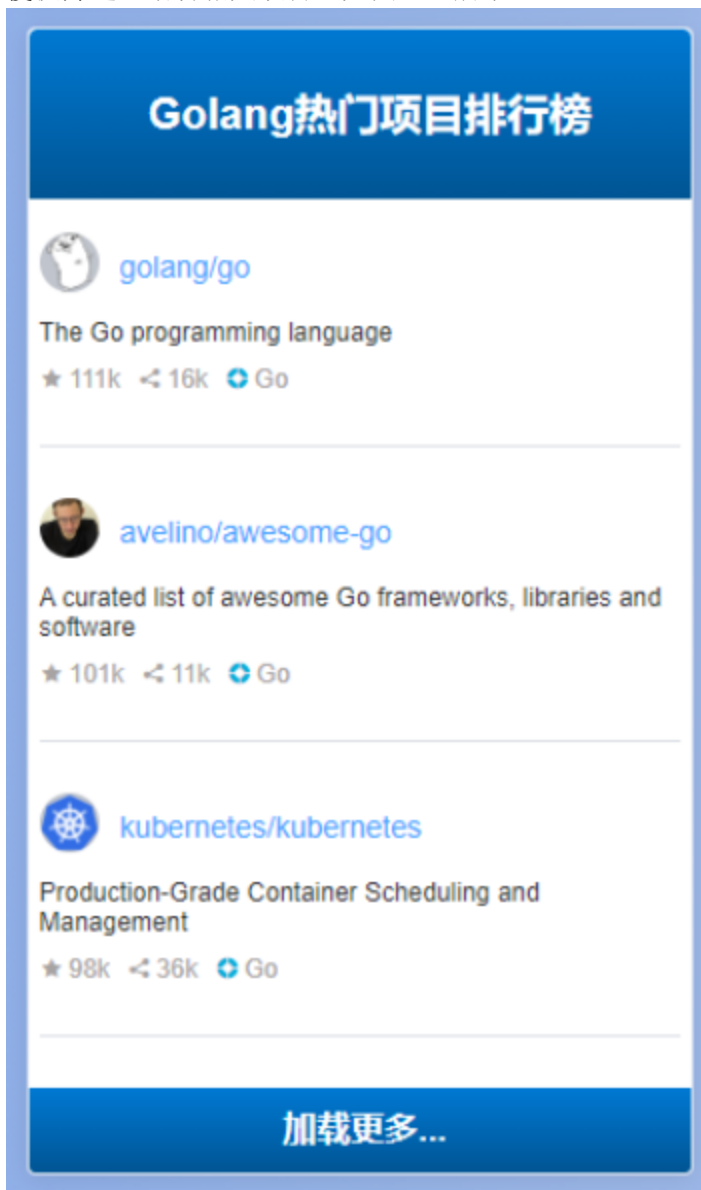 Golang热门项目排行榜
golang/go
The Go programming language
111k 16k Go
avelino/awesome-go
A curated list of awesome Go frameworks, libraries and
software
101k 11k Go
kubernetes/kubernetes
Production-Grade Container Scheduling and
Management
98k 36k Go
加载更多...